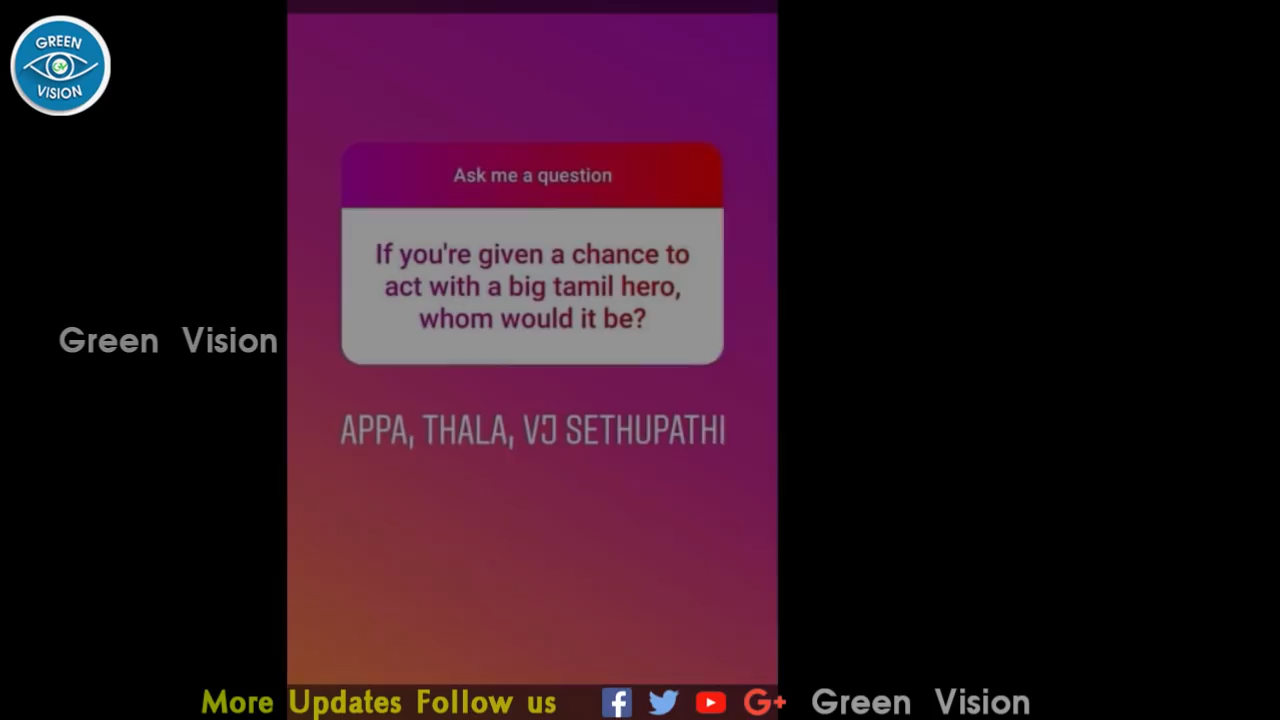 GREEN
VISION
Ask me a question
If you're given a chance to
act with a big tamil hero,
whom would it be?
Green Vision
APPA, THALA, VJ SETHUPATHI
More Updates Follow us
G+ Green Vision